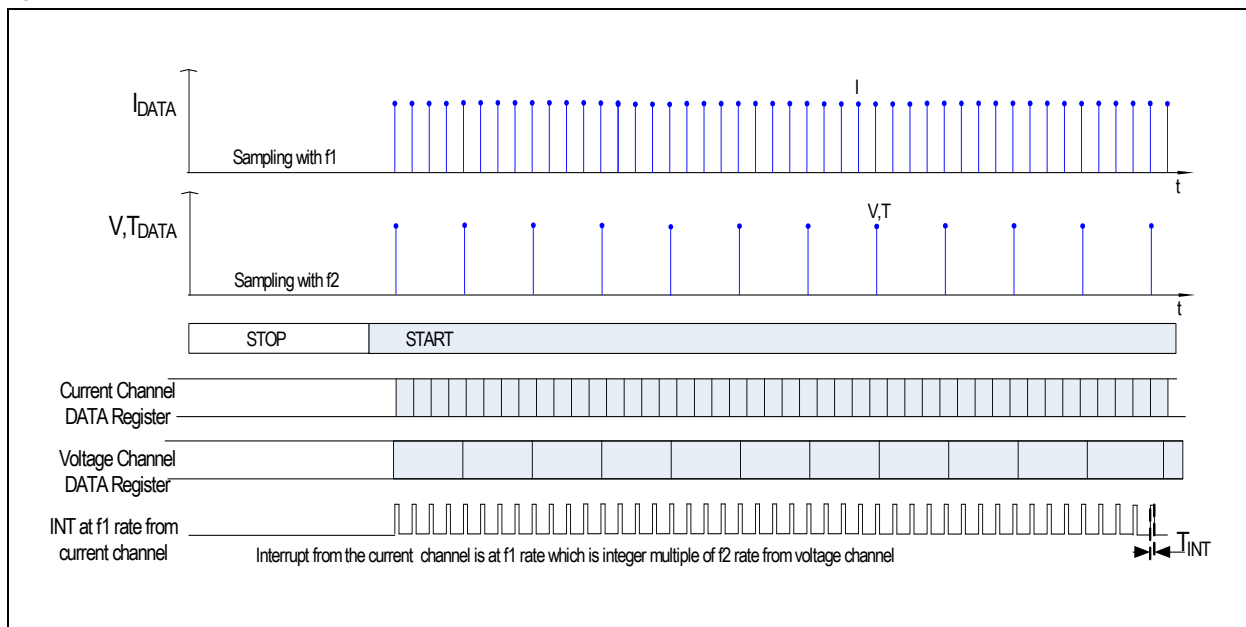 I
IDATA
Sampling with f1
t
V,T
V,TDATA
Sampling with f2
t
STOP
START
Current Channel
DATA Register
Voltage Channel
DATA Register
INT at f1 rate from
current channel
Interrupt from the current channel is at f1 rate which is integer multiple of f2 rate from voltage channel
TINT